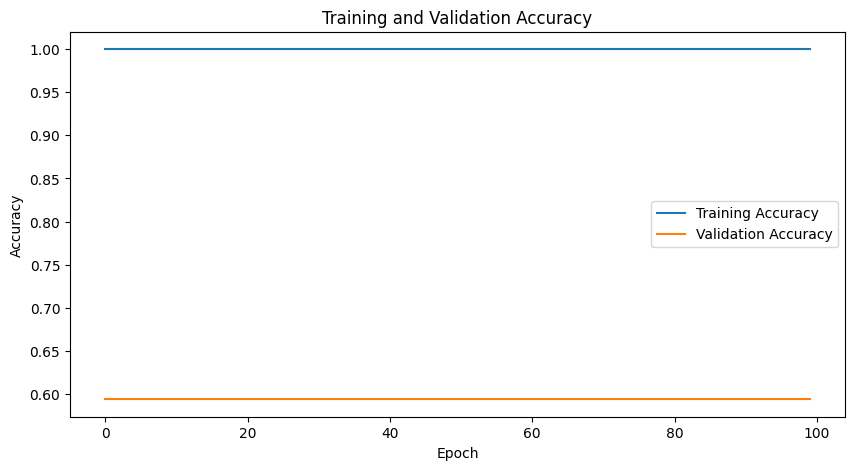 Training and Validation Accuracy
Accuracy
1.00
0.95
0.90
0.85
0.80
0.75
0.70
0.65
0.60
Training Accuracy
Validation Accuracy
0 20 40 60 80 100
Epoch